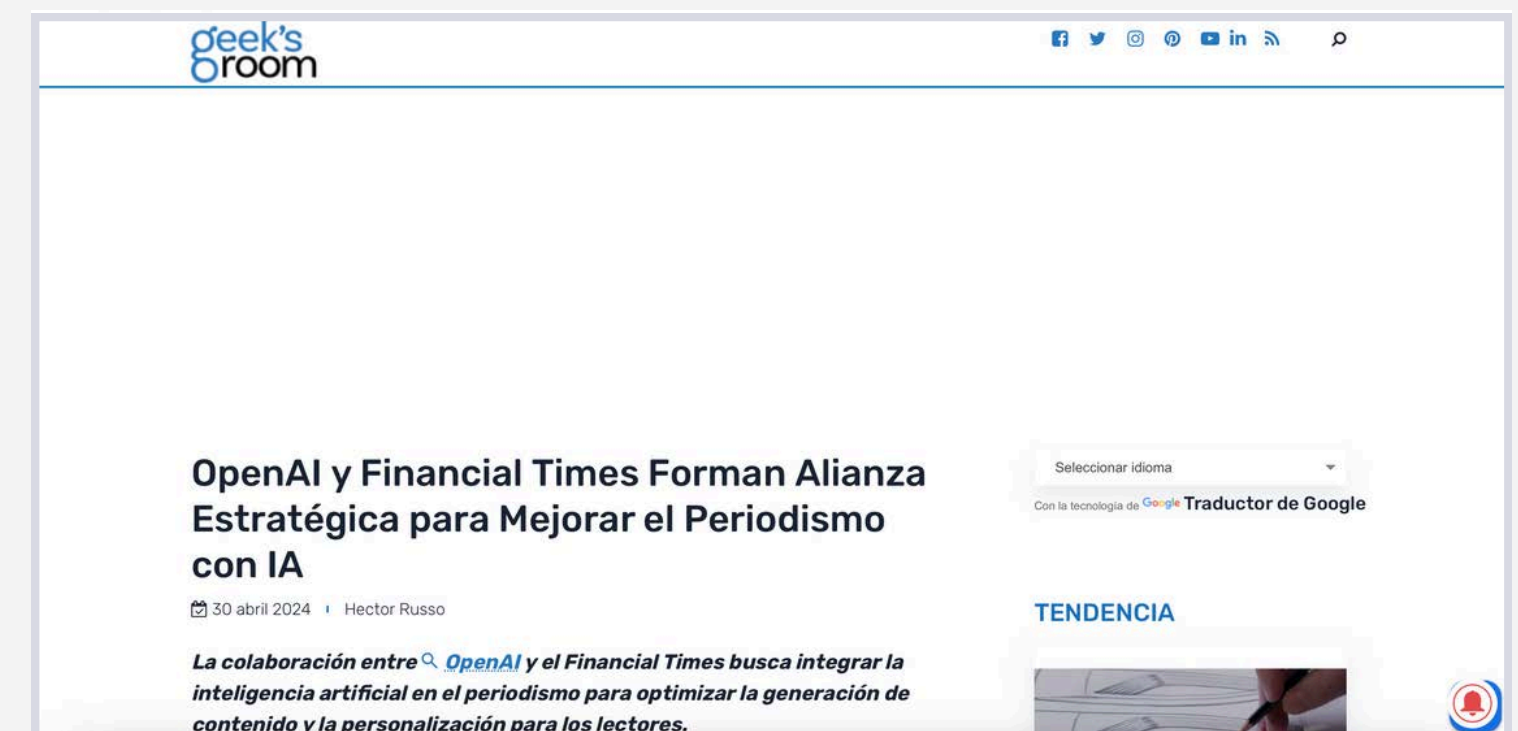 geek's
room
OpenAI y Financial Times Forman Alianza
Estratégica para Mejorar el Periodismo
con IA
30 abril 2024
Hector Russo
La colaboración entre OpenAI y el Financial Times busca integrar la
inteligencia artificial en el periodismo para optimizar la generación de
contenido y la personalización para los lectores.
Seleccionar idioma
Con la tecnología de Google Traductor de Google
TENDENCIA